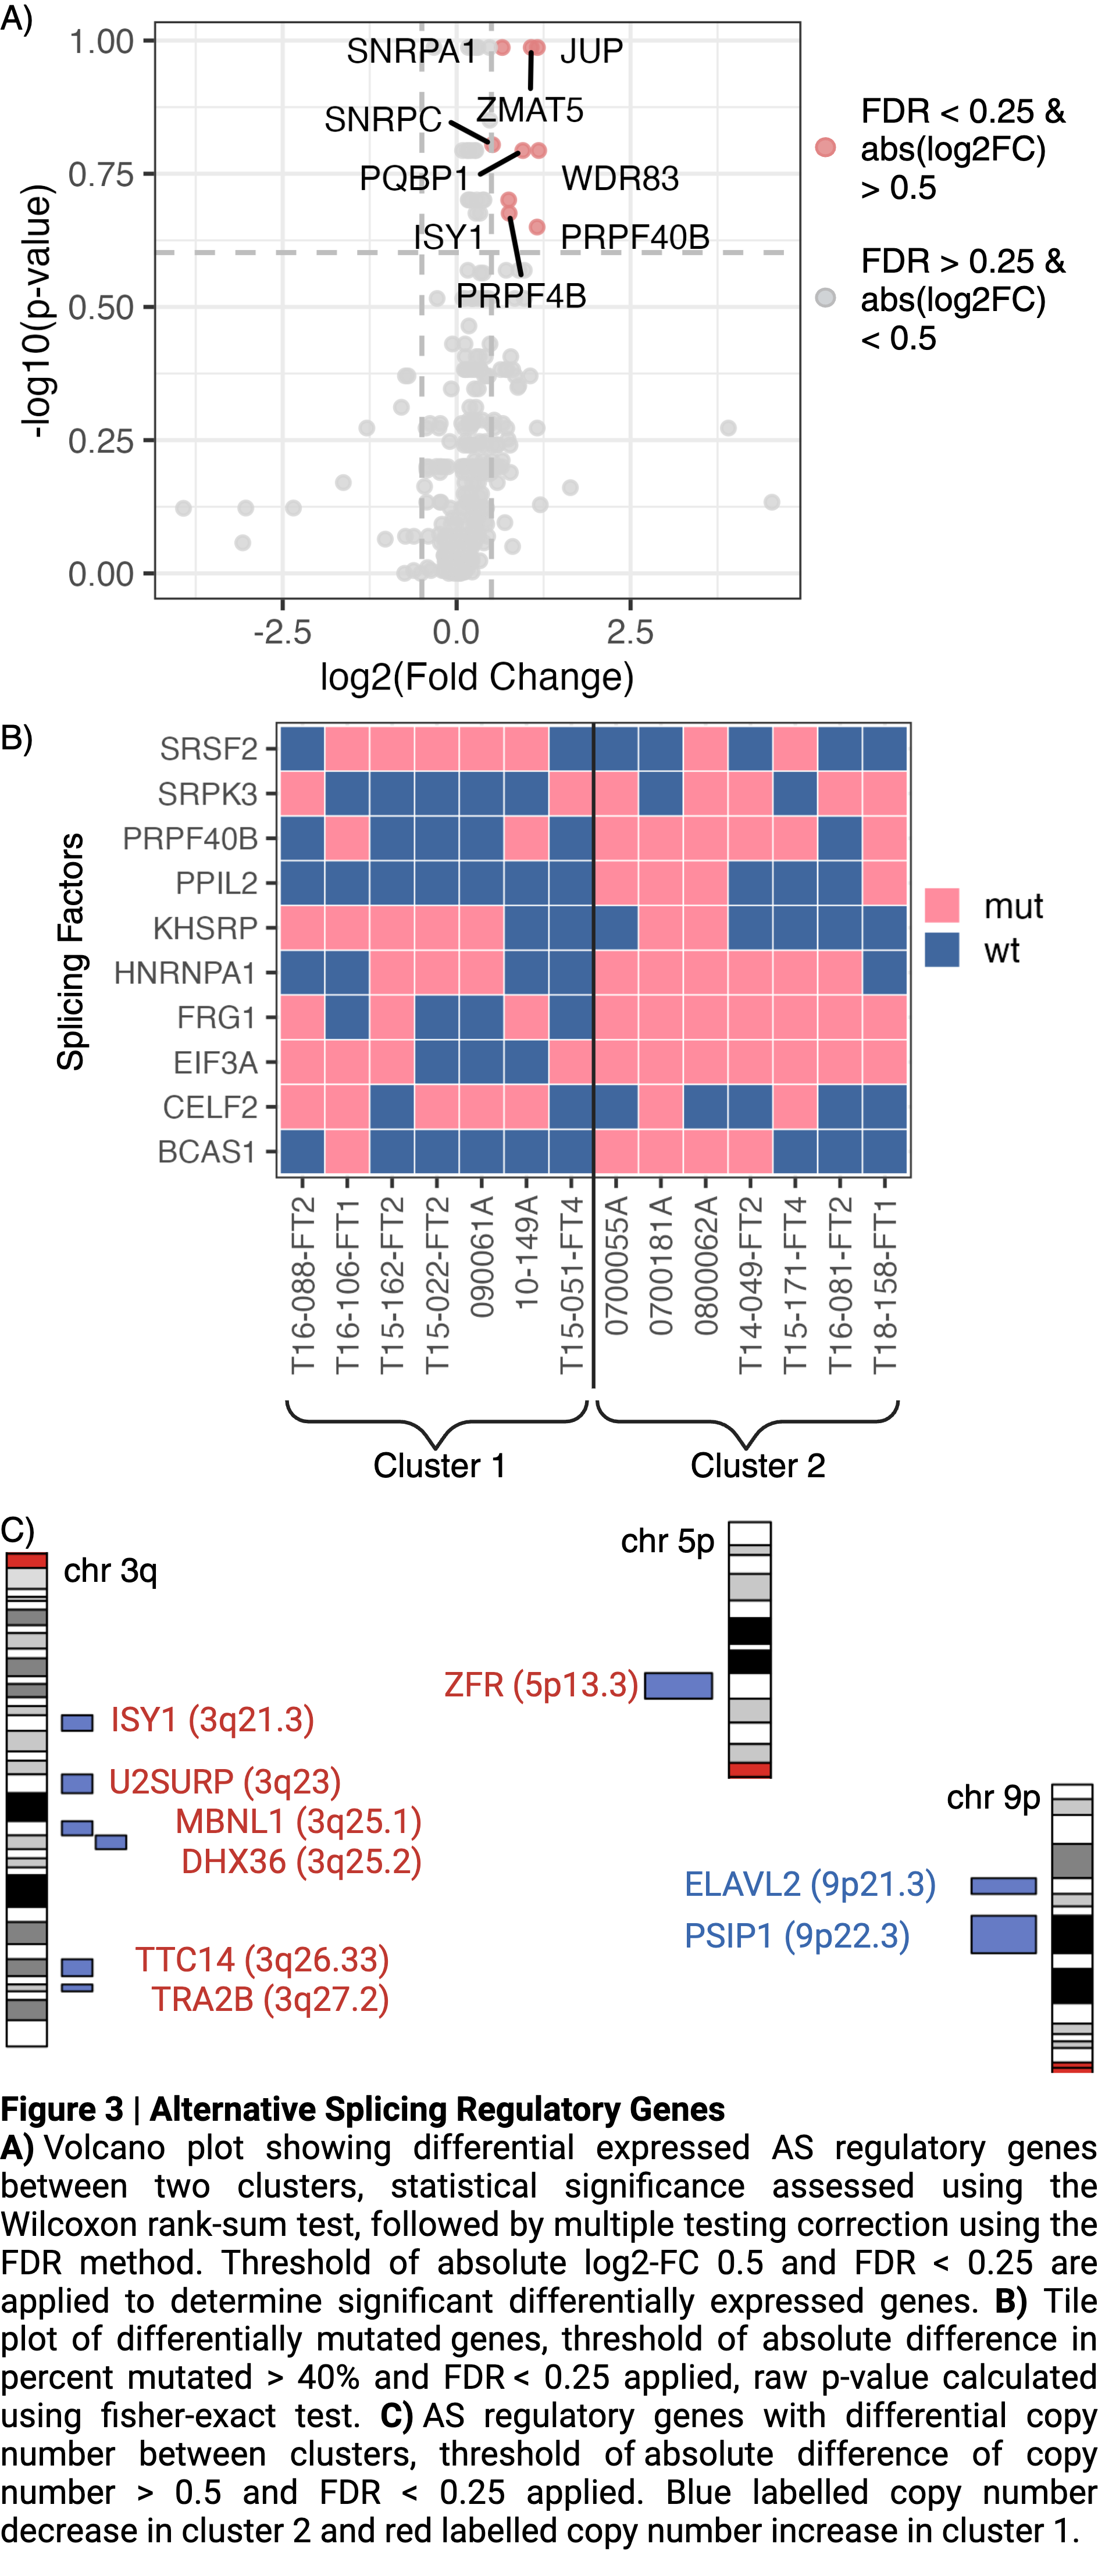 A)
1.00
0.75
0.50
0.25
0.00
-log10(p-value)
SNRPA1
JUP
ZMAT5
SNRPC
PQBP1
WDR83
ISY1
PRPF40B
PRPF4B
FDR < 0.25 &
abs(log2FC)
> 0.5
FDR > 0.25 &
abs(log2FC)
< 0.5
-2.5
0.0
2.5
log2(Fold Change)
B)
Splicing Factors
SRSF2
SRPK3
PRPF40B
PPIL2
KHSRP
HNRNPA1
FRG1
EIF3A
CELF2
BCAS1
mut
wt
T16-088-FT2
T16-106-FT1
T15-162-FT2
T15-022-FT2
090061A
10-149A
T15-051-FT4
0700055A
0700181A
0800062A
T14-049-FT2
T15-171-FT4
T16-081-FT2
T18-158-FT1
Cluster 1
Cluster 2
C)
chr 3q
ISY1 (3q21.3)
U2SURP (3q23)
MBNL1 (3q25.1)
DHX36 (3q25.2)
TTC14 (3q26.33)
TRA2B (3q27.2)
chr 5p
ZFR (5p13.3)
chr 9p
ELAVL2 (9p21.3)
PSIP1 (9p22.3)
Figure 3 | Alternative Splicing Regulatory Genes
A) Volcano plot showing differential expressed AS regulatory genes
between two clusters, statistical significance assessed using the
Wilcoxon rank-sum test, followed by multiple testing correction using the
FDR method. Threshold of absolute log2-FC 0.5 and FDR < 0.25 are
applied to determine significant differentially expressed genes. B) Tile
plot of differentially mutated genes, threshold of absolute difference in
percent mutated > 40% and FDR < 0.25 applied, raw p-value calculated
using fisher-exact test. C) AS regulatory genes with differential copy
number between clusters, threshold of absolute difference of copy
number > 0.5 and FDR < 0.25 applied. Blue labelled copy number
decrease in cluster 2 and red labelled copy number increase in cluster 1.